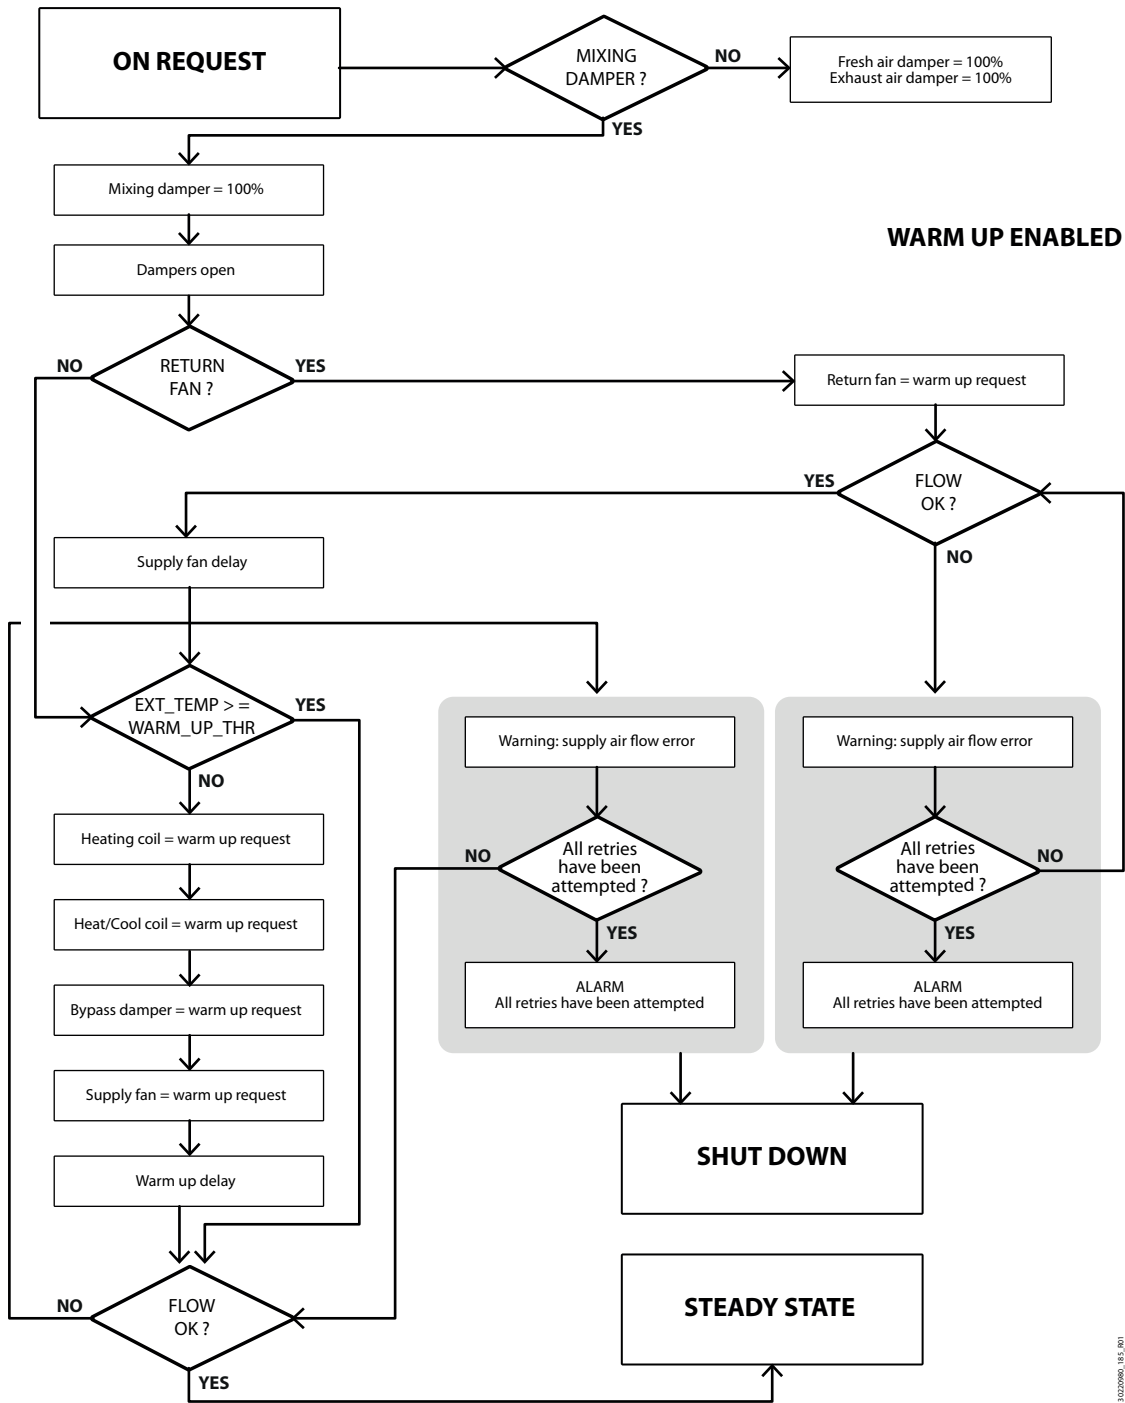 ON REQUEST
MIXING
DAMPER ?
NO
Fresh air damper = 100%
Exhaust air damper = 100%
YES
Mixing damper = 100%
WARM UP ENABLED
Dampers open
NO
RETURN
FAN ?
YES
Return fan = warm up request
YES
FLOW
OK ?
NO
Supply fan delay
EXT_TEMP > =
WARM_UP_THR
YES
NO
Warning: supply air flow error
Warning: supply air flow error
Heating coil = warm up request
NO
All retries
have been
attempted ?
YES
All retries
have been
attempted ?
NO
YES
Heat/Cool coil = warm up request
ALARM
All retries have been attempted
ALARM
All retries have been attempted
Bypass damper = warm up request
Supply fan = warm up request
Warm up delay
SHUT DOWN
NO
FLOW
OK ?
YES
STEADY STATE
30220980_185_R01